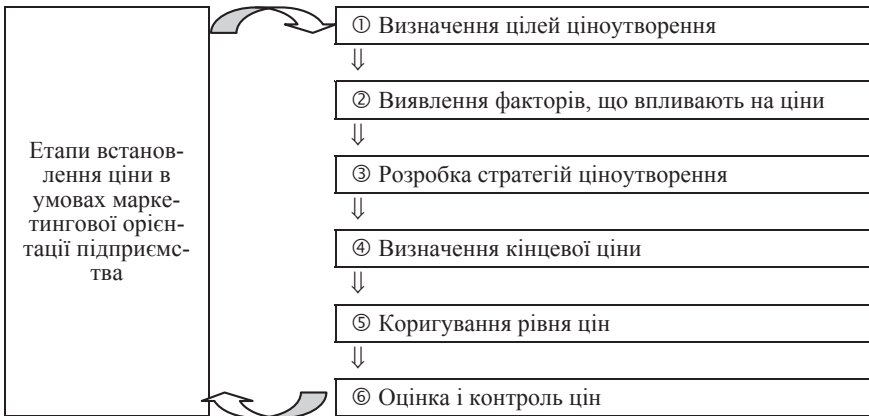 Етапи встанов-
лення ціни в
умовах марке-
тингової орієн-
тації підприємс-
тва
① Визначення цілей ціноутворення
⇓
② Виявлення факторів, що впливають на ціни
⇓
③ Розробка стратегій ціноутворення
⇓
④ Визначення кінцевої ціни
⇓
⑤ Коригування рівня цін
⇓
⑥ Оцінка і контроль цін